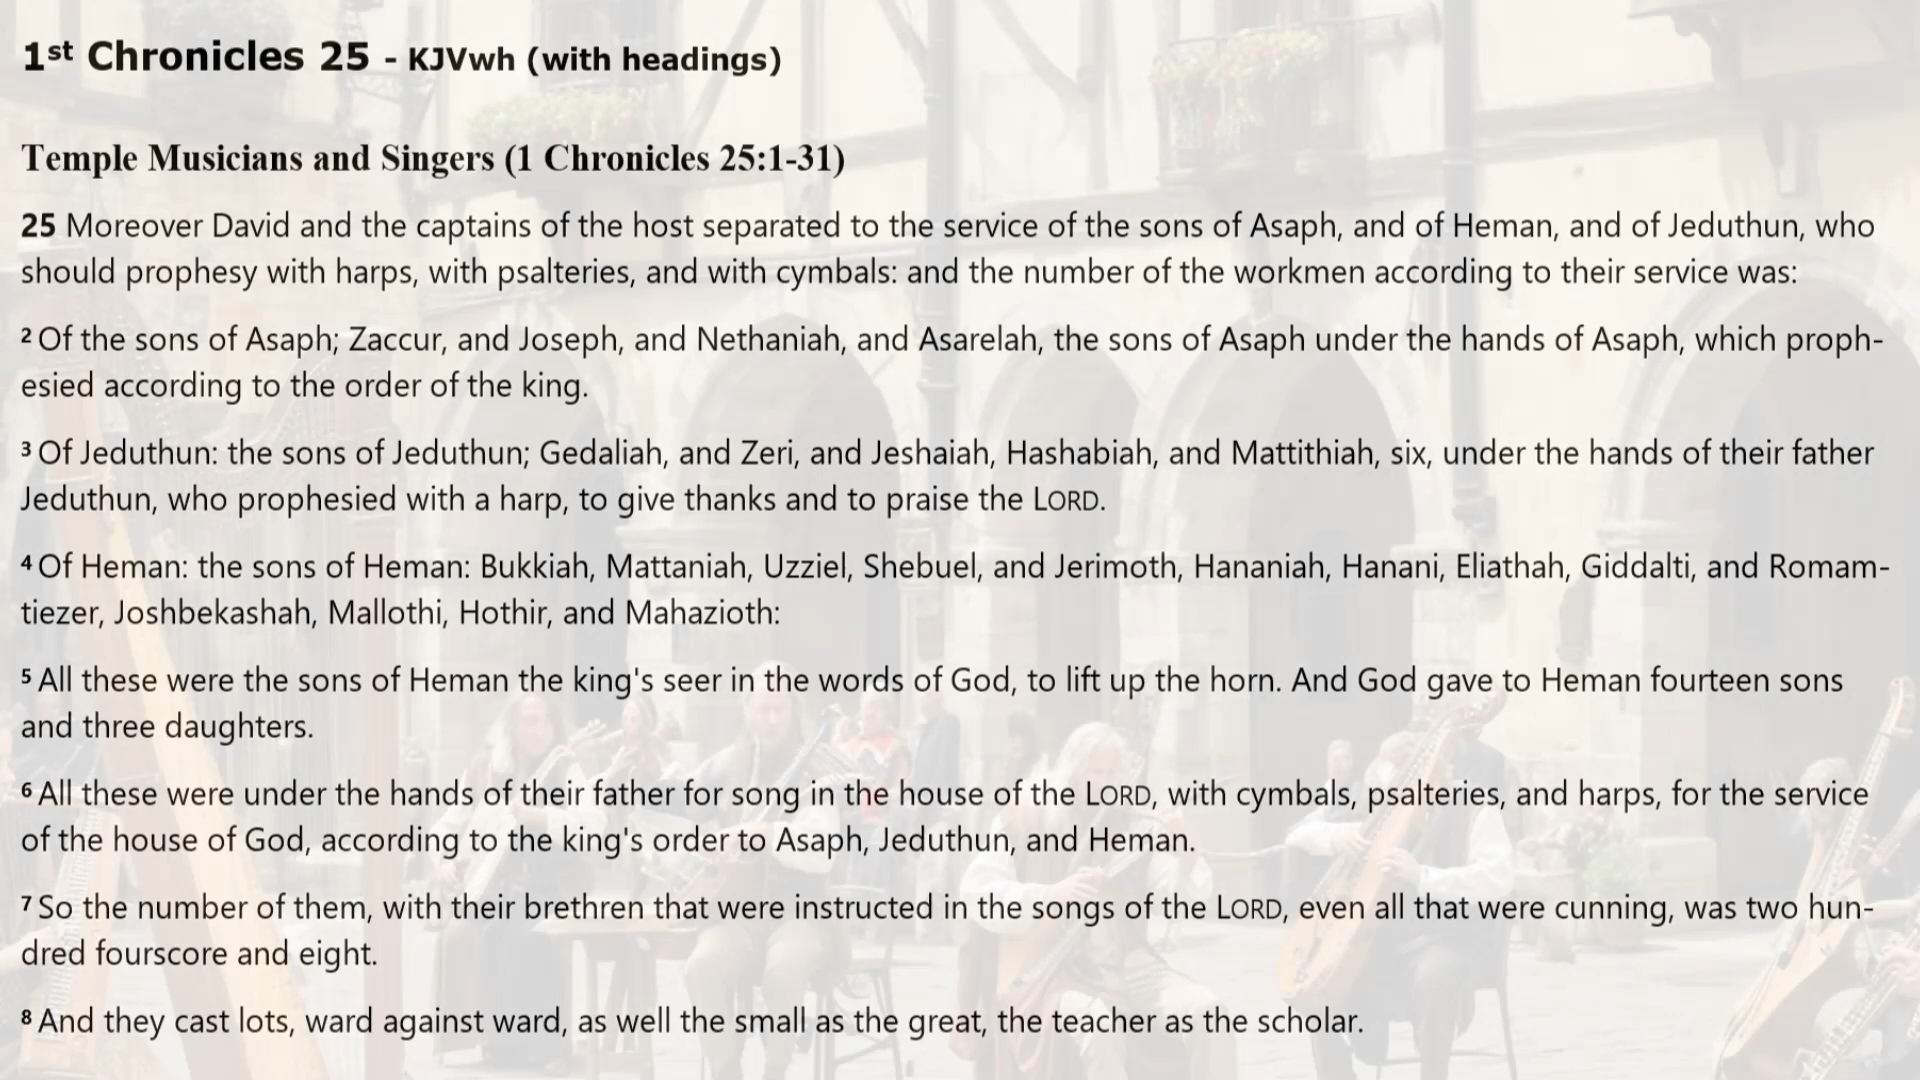 1st Chronicles 25 - KJVwh (with headings)
Temple Musicians and Singers (1 Chronicles 25:1-31)
25 Moreover David and the captains of the host separated to the service of the sons of Asaph, and of Heman, and of Jeduthun, who
should prophesy with harps, with psalteries, and with cymbals: and the number of the workmen according to their service was:
2 Of the sons of Asaph; Zaccur, and Joseph, and Nethaniah, and Asarelah, the sons of Asaph under the hands of Asaph, which proph-
esied according to the order of the king.
3 Of Jeduthun: the sons of Jeduthun; Gedaliah, and Zeri, and Jeshaiah, Hashabiah, and Mattithiah, six, under the hands of their father
Jeduthun, who prophesied with a harp, to give thanks and to praise the LORD.
4 Of Heman: the sons of Heman: Bukkiah, Mattaniah, Uzziel, Shebuel, and Jerimoth, Hananiah, Hanani, Eliathah, Giddalti, and Romam-
tiezer, Joshbekashah, Mallothi, Hothir, and Mahazioth:
5 All these were the sons of Heman the king's seer in the words of God, to lift up the horn. And God gave to Heman fourteen sons
and three daughters.
6 All these were under the hands of their father for song in the house of the LORD, with cymbals, psalteries, and harps, for the service
of the house of God, according to the king's order to Asaph, Jeduthun, and Heman.
7 So the number of them, with their brethren that were instructed in the songs of the LORD, even all that were cunning, was two hun-
dred fourscore and eight.
8 And they cast lots, ward against ward, as well the small as the great, the teacher as the scholar.